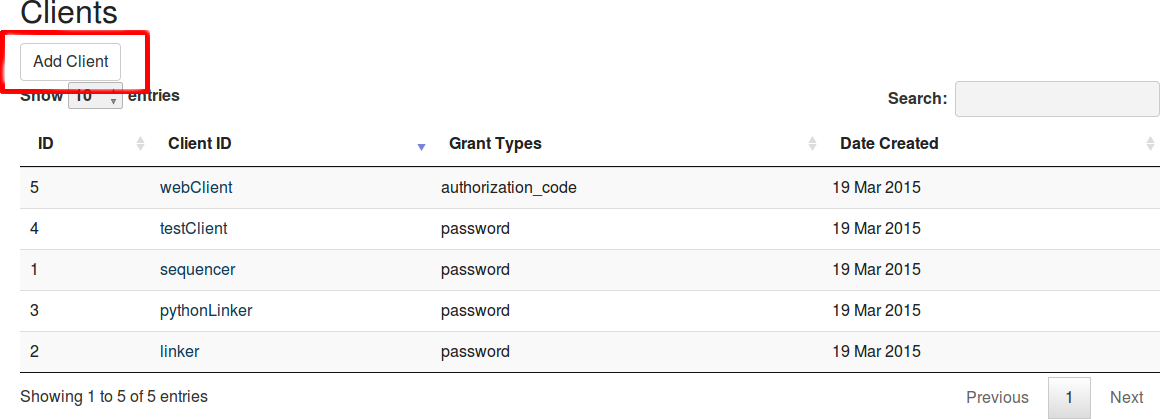 Clients
Add Client
Show 10 entries Search:
ID Client ID Grant Types Date Created
5 webClient authorization_code 19 Mar 2015
4 testClient password 19 Mar 2015
1 sequencer password 19 Mar 2015
3 pythonLinker password 19 Mar 2015
2 linker password 19 Mar 2015
Showing 1 to 5 of 5 entries Previous 1 Next